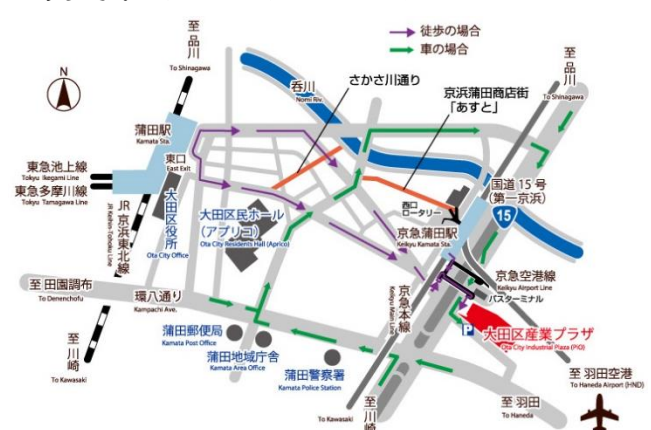 徒歩の場合
車の場合
至品川
To Shinagawa
至品川
To Shinagawa
N
呑川
Nomi Riv.
さかさ川通り
京浜蒲田商店街
「あすと」
蒲田駅
Kamata Sta.
東口
East Exit
東急池上線
Tokyu Ikegami Line
東急多摩川線
Tokyu Tamagawa Line
JR京浜東北線
JR Keihin-Tohoku Line
大田区役所
Ota City Office
大田区民ホール
(アプリコ)
Ota City Residents Hall (Aprico)
西口
ロータリー
国道15号
(第一京浜)
15
京急蒲田駅
Keikyu Kamata Sta.
京急空港線
Keikyu Airport Line
バスターミナル
京急本線
Keikyu Main Line
至 田園調布
To Denenchofu
環八通り
Kampachi Ave.
P
大田区産業プラザ
Ota City Industrial Plaza (PiO)
蒲田郵便局
Kamata Post Office
蒲田地域庁舎
Kamata Area Office
蒲田警察署
Kamata Police Station
至川崎
To Kawasaki
至川崎
To Kawasaki
至 羽田空港
To Haneda Airport (HND)
至 羽田
To Haneda